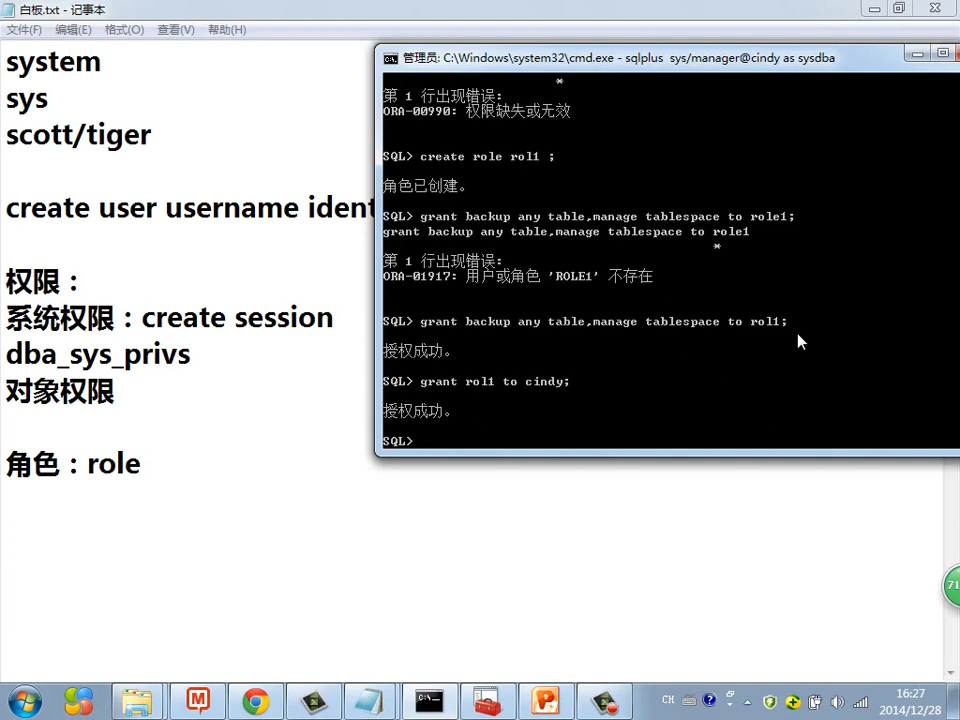 白板.txt - 记事本
文件(F) 编辑(E) 格式(O) 查看(V) 帮助(H)
system
sys
scott/tiger
create user username ident
权限：
系统权限：create session
dba_sys_privs
对象权限
角色：role
管理员: C:\Windows\system32\cmd.exe - sqlplus sys/manager@cindy as sysdba
*
第 1 行出现错误:
ORA-00990: 权限缺失或无效
SQL> create role rol1 ;
角色已创建。
SQL> grant backup any table,manage tablespace to role1;
grant backup any table,manage tablespace to role1
*
第 1 行出现错误:
ORA-01917: 用户或角色 'ROLE1' 不存在
SQL> grant backup any table,manage tablespace to rol1;
授权成功。
SQL> grant rol1 to cindy;
授权成功。
SQL>
71
CH
16:27
2014/12/28